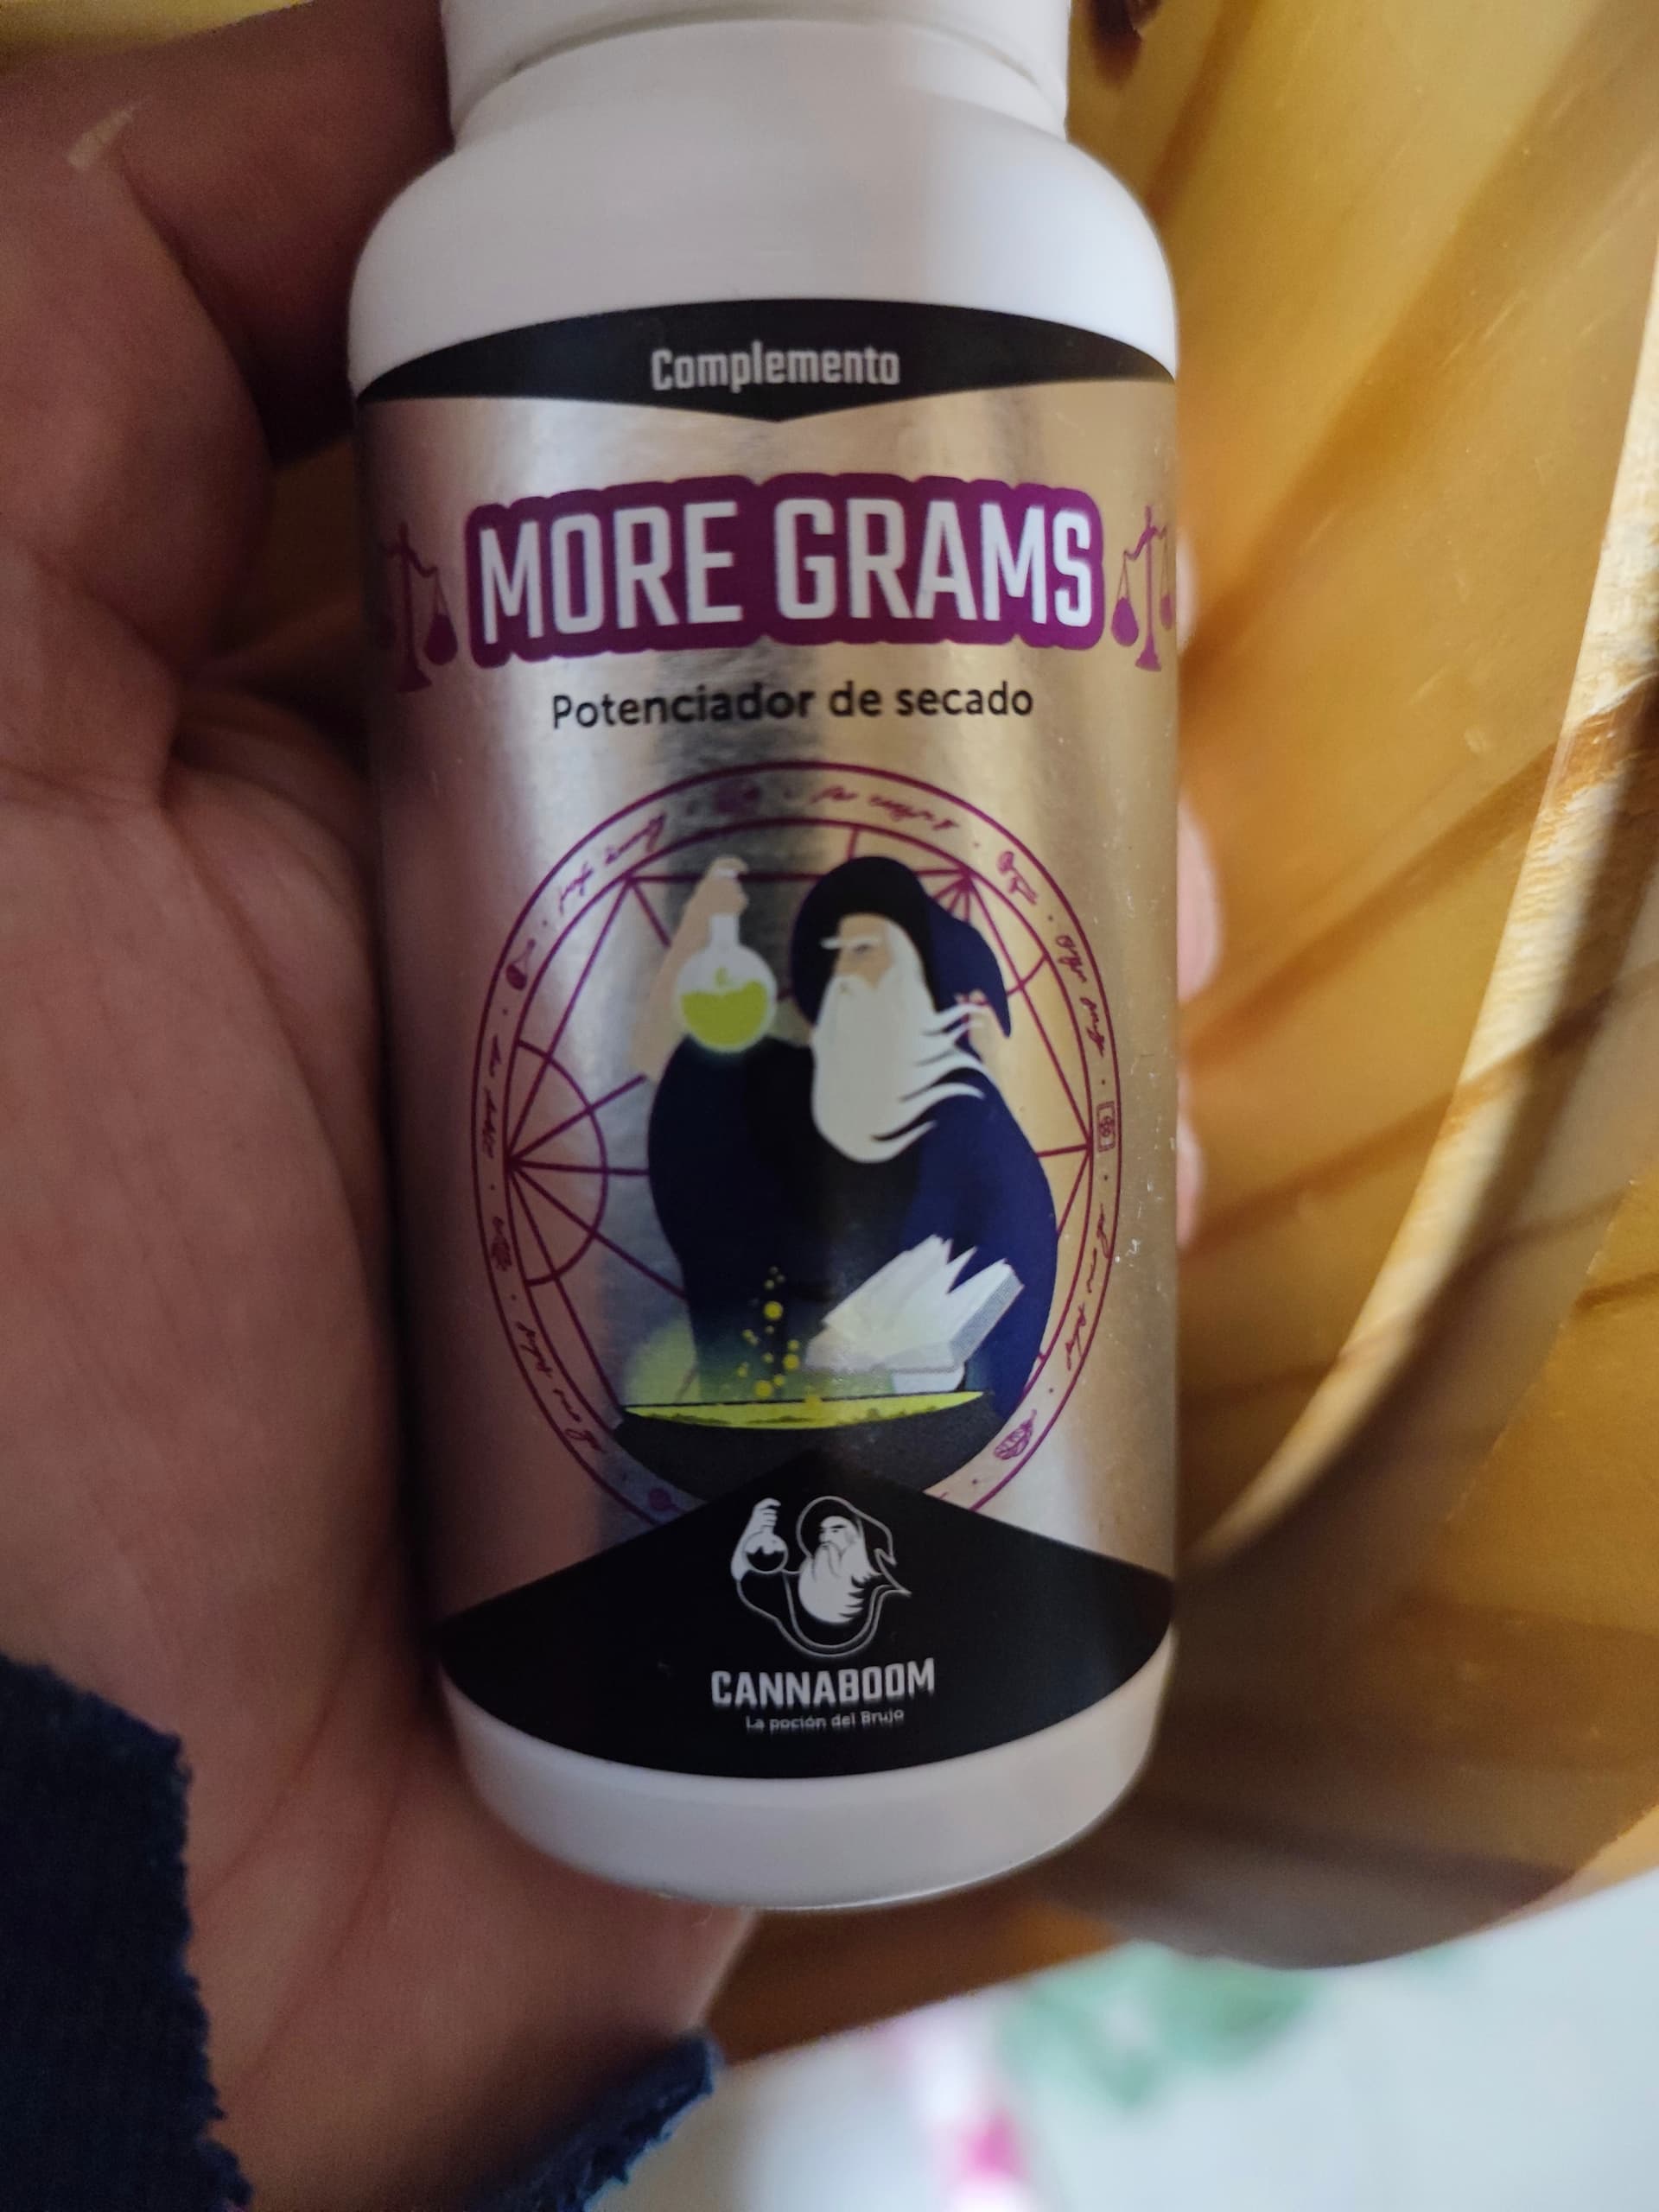 Complemento
MORE GRAMS
Potenciador de secado
CANNABOOM
La poción del Brujo